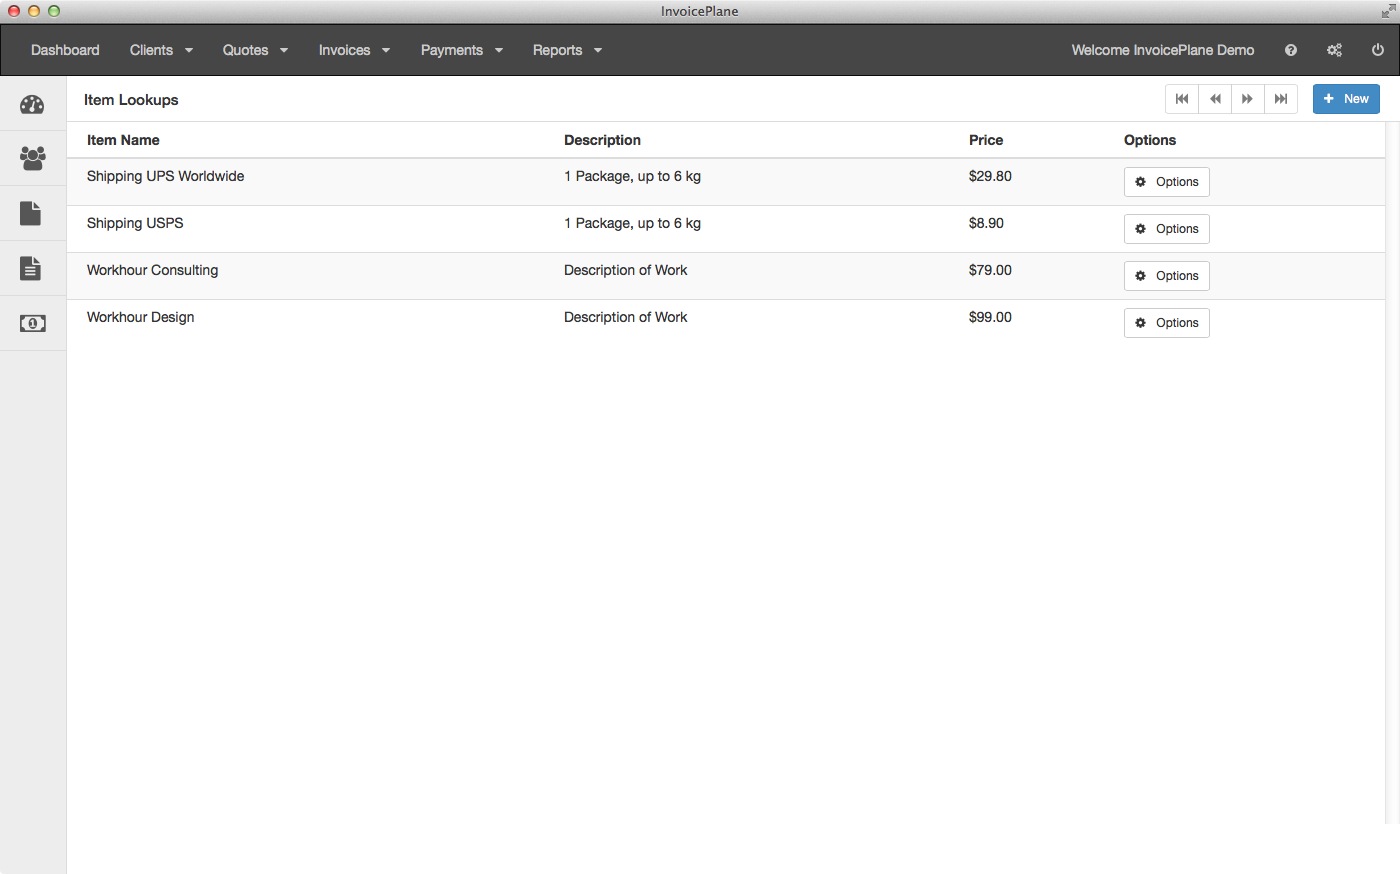 InvoicePlane
Dashboard Clients Quotes Invoices Payments Reports Welcome InvoicePlane Demo
Item Lookups New
Item Name Description Price Options
Shipping UPS Worldwide 1 Package, up to 6 kg $29.80 Options
Shipping USPS 1 Package, up to 6 kg $8.90 Options
Workhour Consulting Description of Work $79.00 Options
Workhour Design Description of Work $99.00 Options